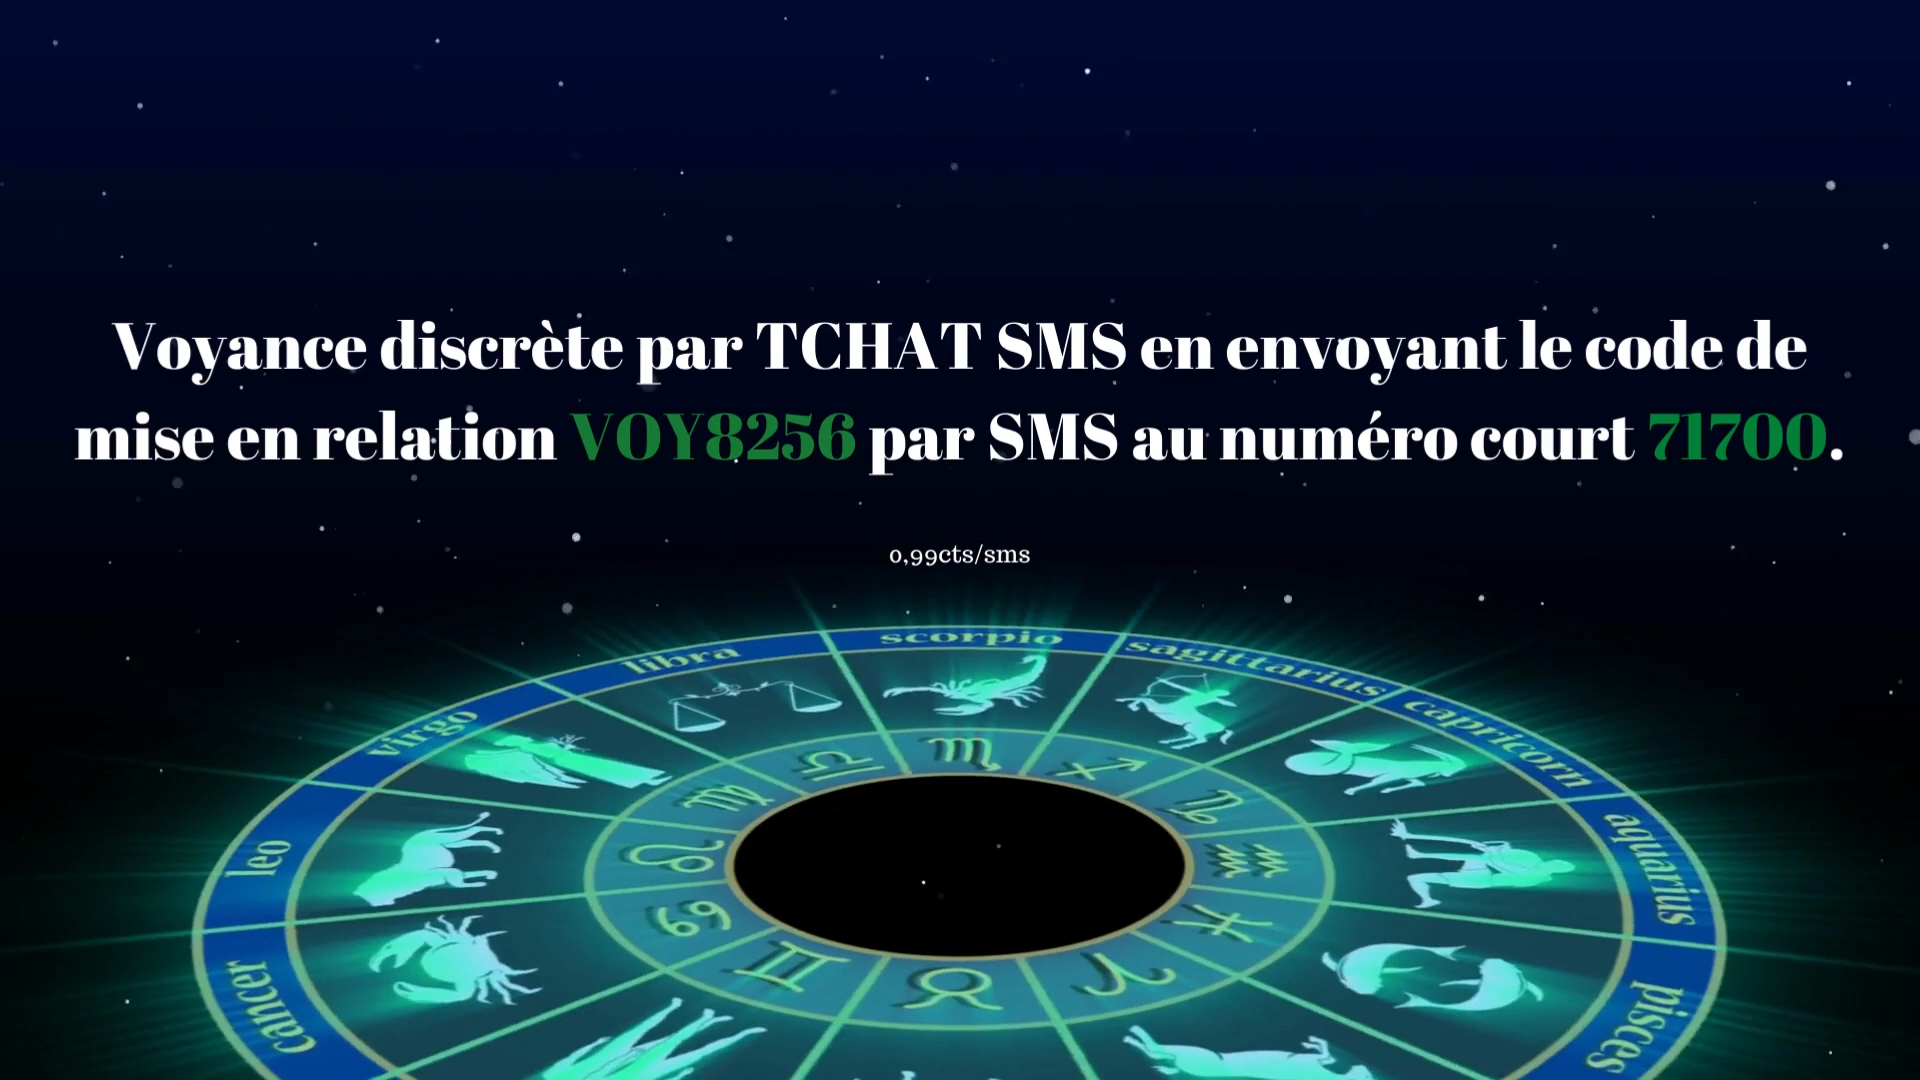 Voyance discrète par TCHAT SMS en envoyant le code de
mise en relation VOY8256 par SMS au numéro court 71700.
0,99cts/sms
scorpio
libra
sagittarius
virgo
capricorn
leo
aquarius
cancer
pisces